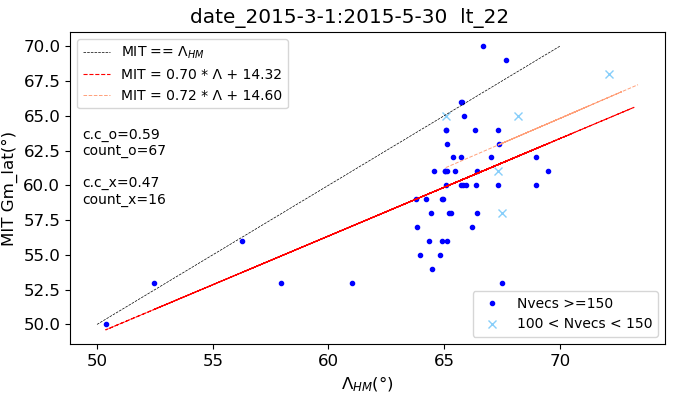 date_2015-3-1:2015-5-30 lt_22
MIT == Λ_HM
MIT = 0.70 * Λ + 14.32
MIT = 0.72 * Λ + 14.60
c.c_o=0.59
count_o=67
c.c_x=0.47
count_x=16
MIT Gm_lat(°)
70.0
67.5
65.0
62.5
60.0
57.5
55.0
52.5
50.0
Nvecs >=150
100 < Nvecs < 150
50 55 60 65 70
Λ_HM(°)